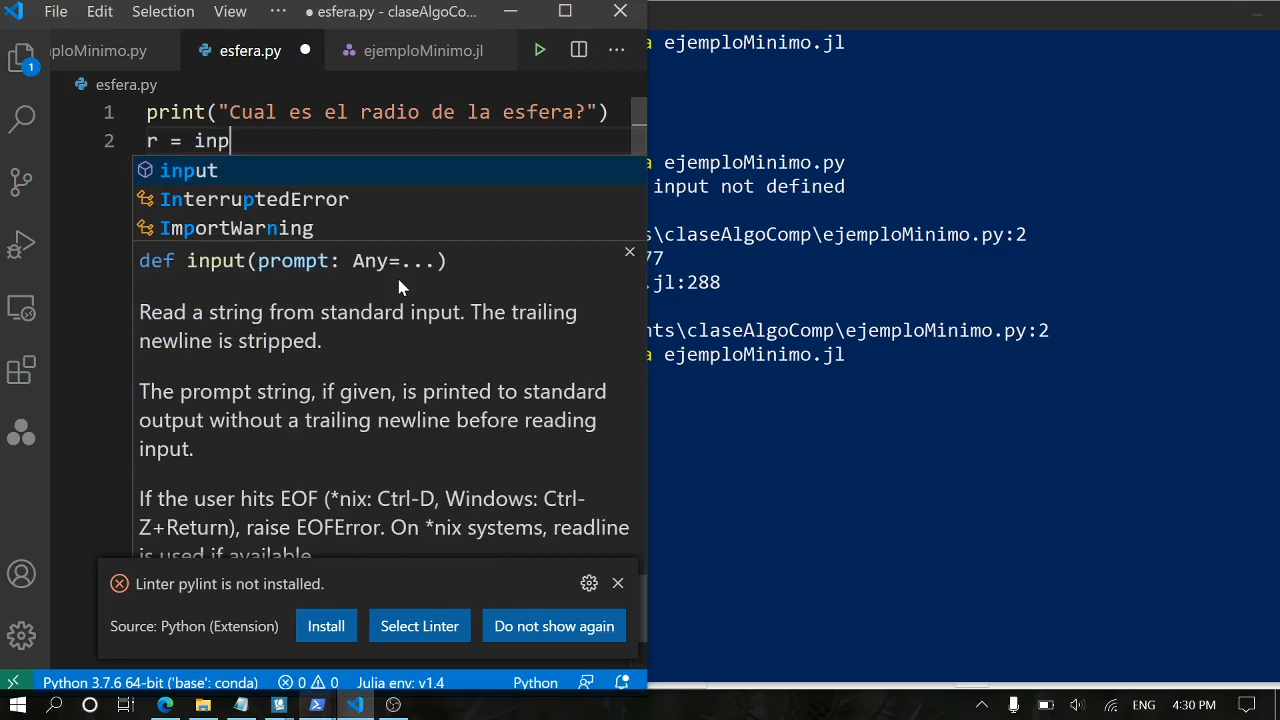 File Edit Selection View ··· ● esfera.py - claseAlgoCo...
mploMinimo.py esfera.py ejemploMinimo.jl
esfera.py
1 print("Cual es el radio de la esfera?")
2 r = inp
input
InterruptedError
ImportWarning
def input(prompt: Any=...)
Read a string from standard input. The trailing
newline is stripped.
The prompt string, if given, is printed to standard
output without a trailing newline before reading
input.
If the user hits EOF (*nix: Ctrl-D, Windows: Ctrl-
Z+Return), raise EOFError. On *nix systems, readline
is used if available.
Linter pylint is not installed.
Source: Python (Extension) Install Select Linter Do not show again
1
Python 3.7.6 64-bit ('base': conda) 0 0 Julia env: v1.4 Python
a ejemploMinimo.jl
a ejemploMinimo.py
input not defined
s\claseAlgoComp\ejemploMinimo.py:2
77
.jl:288
nts\claseAlgoComp\ejemploMinimo.py:2
a ejemploMinimo.jl
ENG 4:30 PM